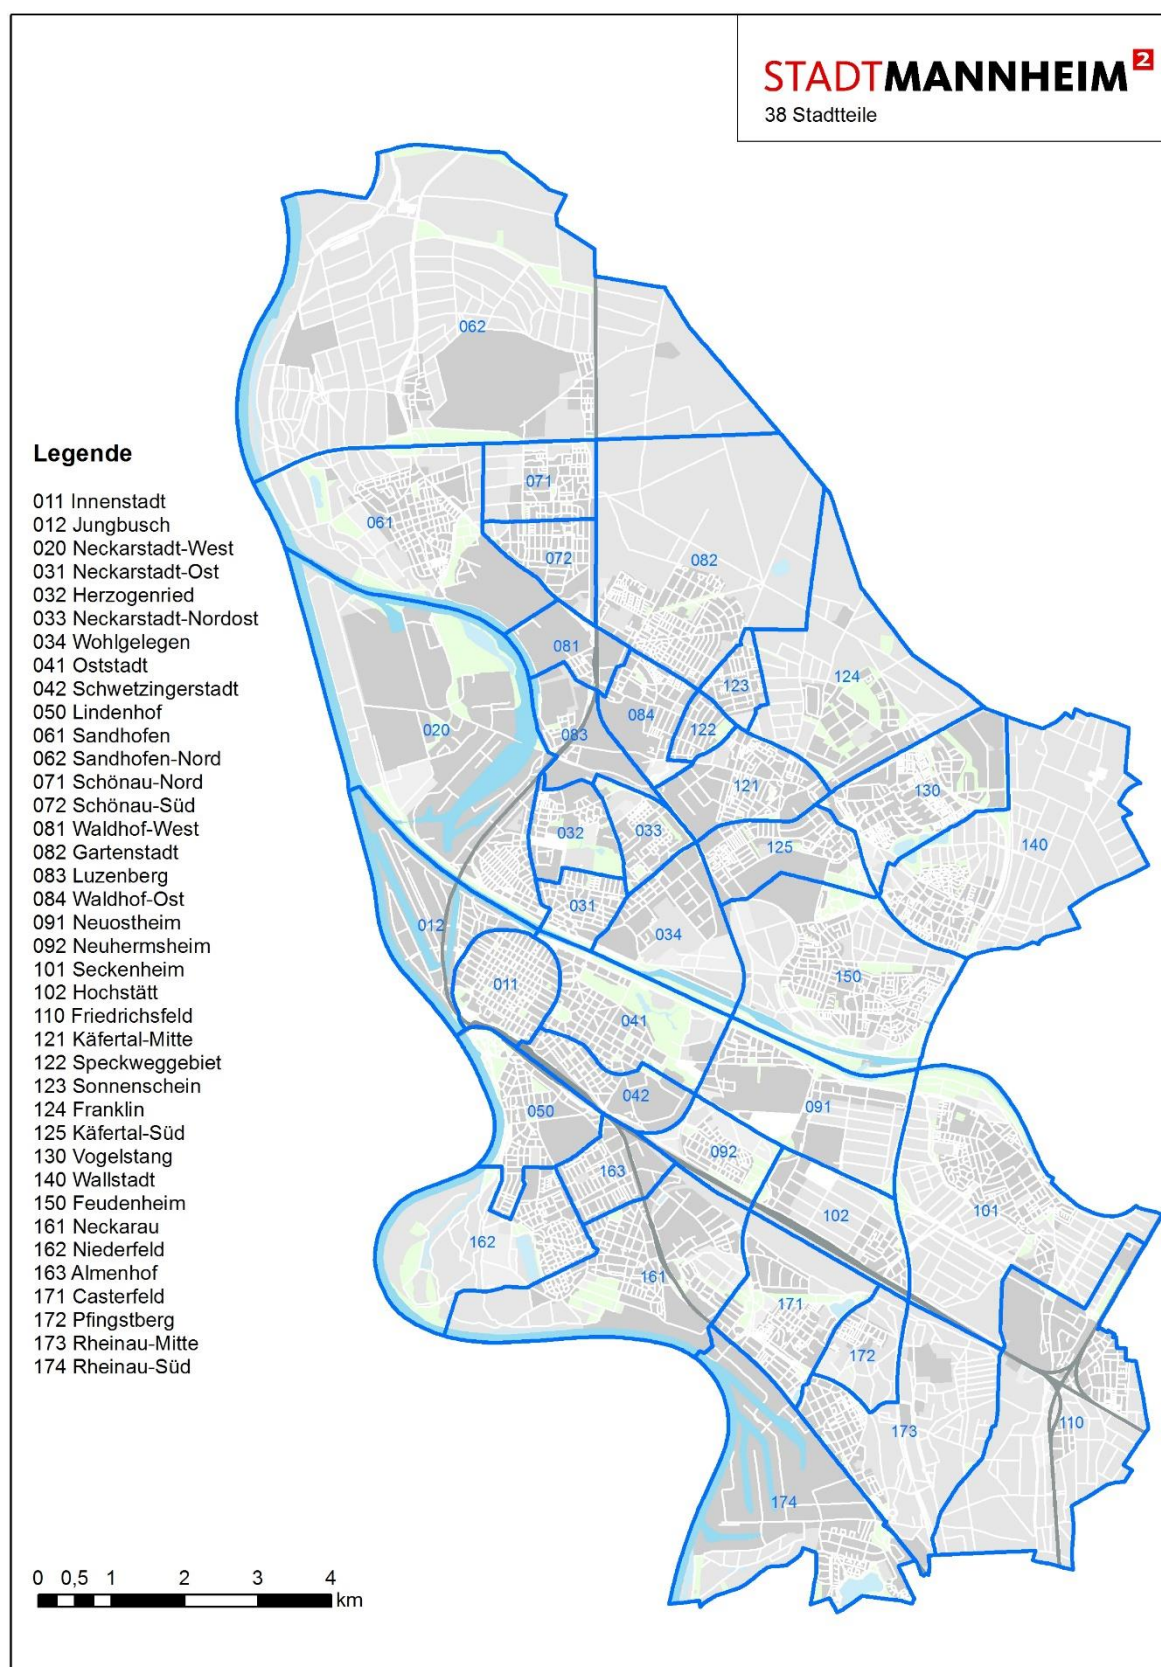 STADTMANNHEIM²
38 Stadtteile
Legende
011 Innenstadt
012 Jungbusch
020 Neckarstadt-West
031 Neckarstadt-Ost
032 Herzogenried
033 Neckarstadt-Nordost
034 Wohlgelegen
041 Oststadt
042 Schwetzingerstadt
050 Lindenhof
061 Sandhofen
062 Sandhofen-Nord
071 Schönau-Nord
072 Schönau-Süd
081 Waldhof-West
082 Gartenstadt
083 Luzenberg
084 Waldhof-Ost
091 Neuostheim
092 Neuhermsheim
101 Seckenheim
102 Hochstätt
110 Friedrichsfeld
121 Käfertal-Mitte
122 Speckweggebiet
123 Sonnenschein
124 Franklin
125 Käfertal-Süd
130 Vogelstang
140 Wallstadt
150 Feudenheim
161 Neckarau
162 Niederfeld
163 Almenhof
171 Casterfeld
172 Pfingstberg
173 Rheinau-Mitte
174 Rheinau-Süd
062
071
061
072
082
081
124
123
084
122
020
083
121
130
032
033
125
140
031
012
034
150
011
041
042
050
091
092
163
101
102
162
161
171
172
110
173
174
0 0,5 1 2 3 4
km